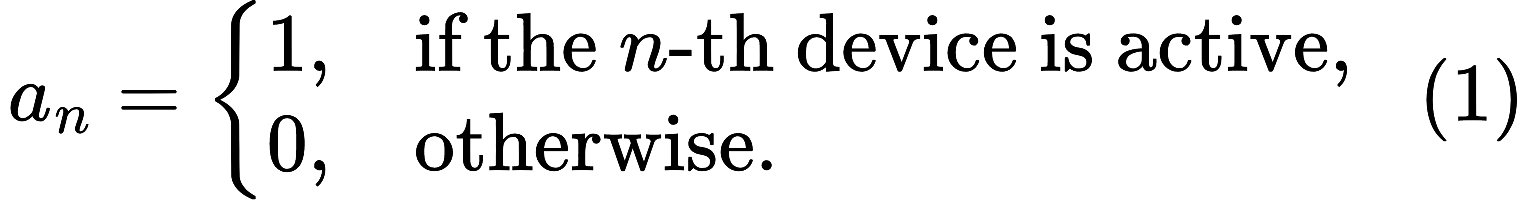 a_n = { 1, if the n-th device is active,
0, otherwise. (1)